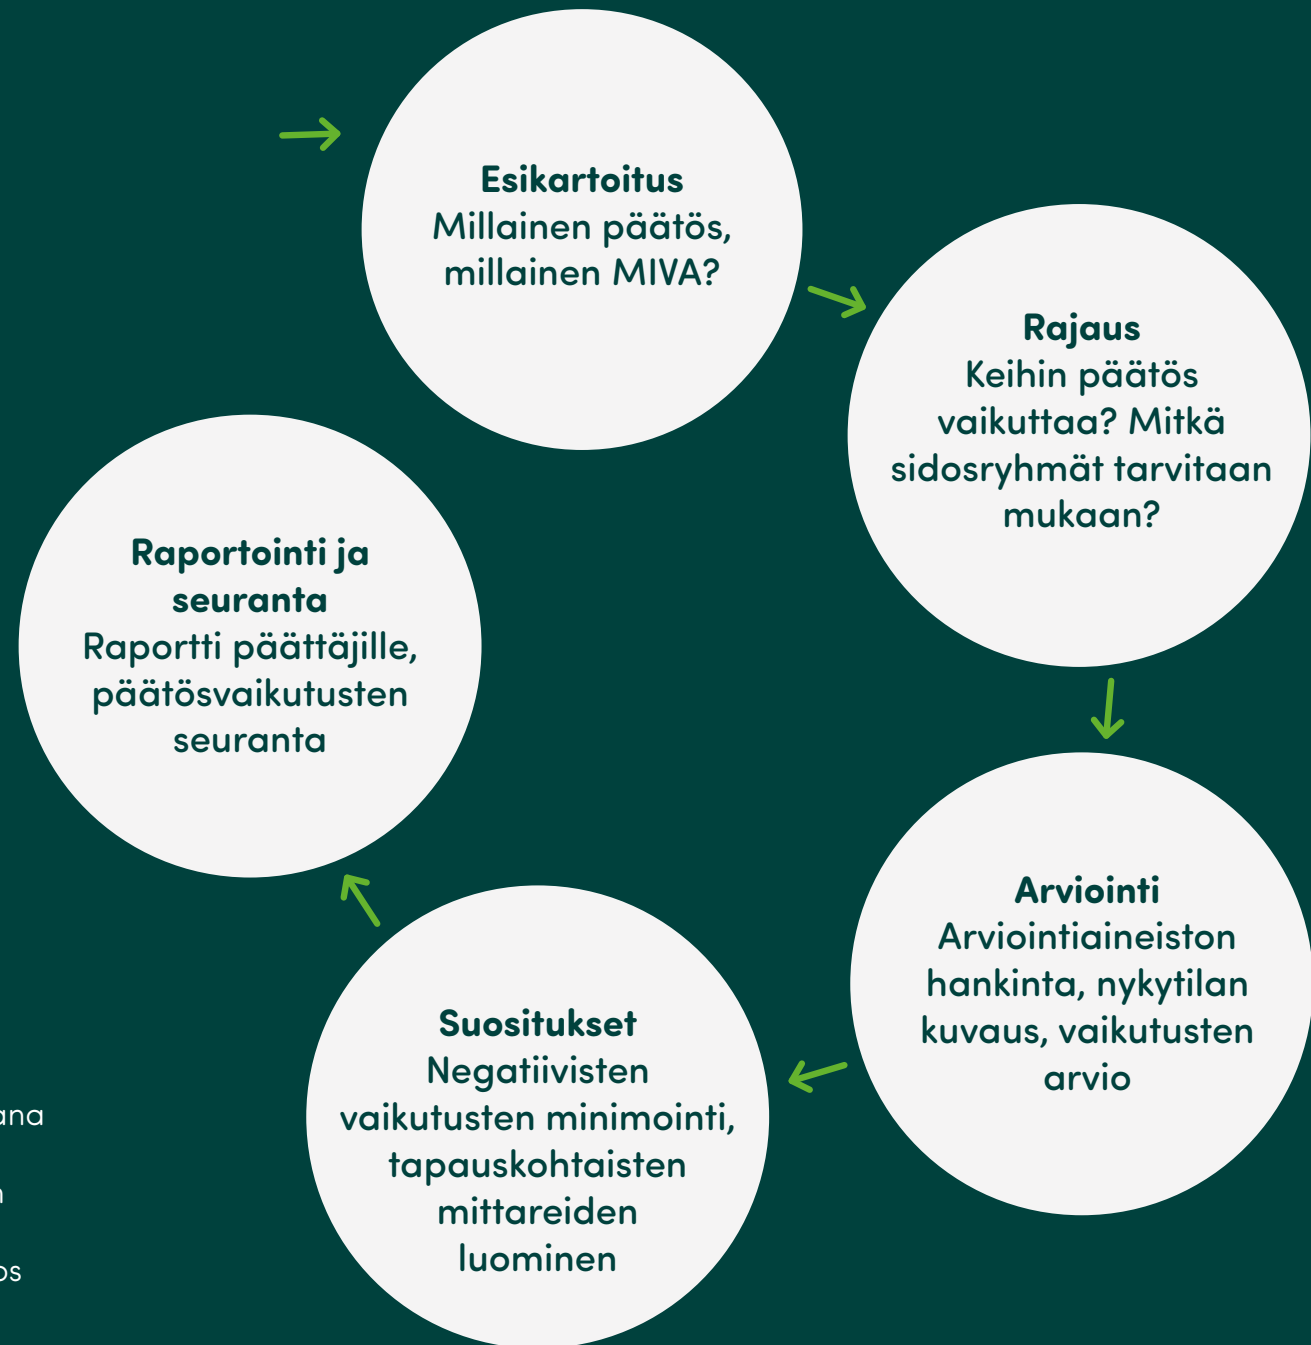 Esikartoitus
Millainen päätös,
millainen MIVA?
Rajaus
Keihin päätös
vaikuttaa? Mitkä
sidosryhmät tarvitaan
mukaan?
Arviointi
Arviointiaineiston
hankinta, nykytilan
kuvaus, vaikutusten
arvio
Suositukset
Negatiivisten
vaikutusten minimointi,
tapauskohtaisten
mittareiden
luominen
Raportointi ja
seuranta
Raportti päättäjille,
päätösvaikutusten
seuranta